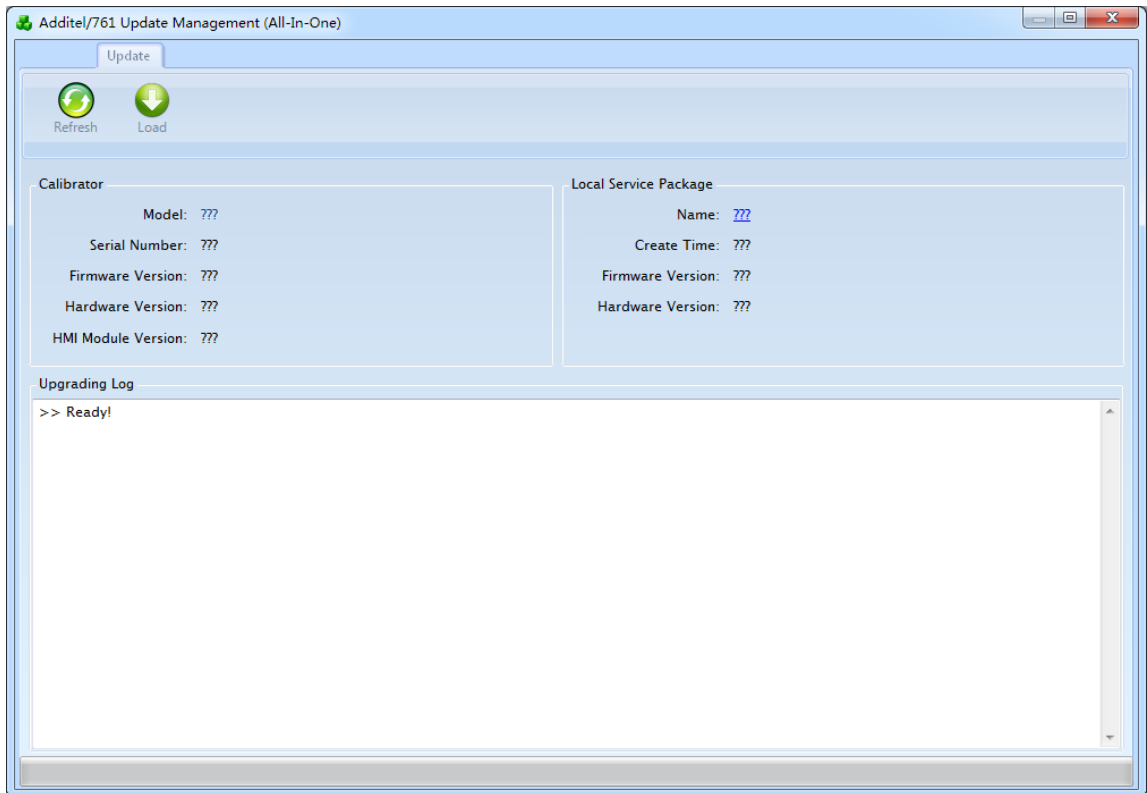 Additel/761 Update Management (All-In-One)
Update
Refresh
Load
Calibrator
Model: ???
Serial Number: ???
Firmware Version: ???
Hardware Version: ???
HMI Module Version: ???
Local Service Package
Name: ???
Create Time: ???
Firmware Version: ???
Hardware Version: ???
Upgrading Log
>> Ready!